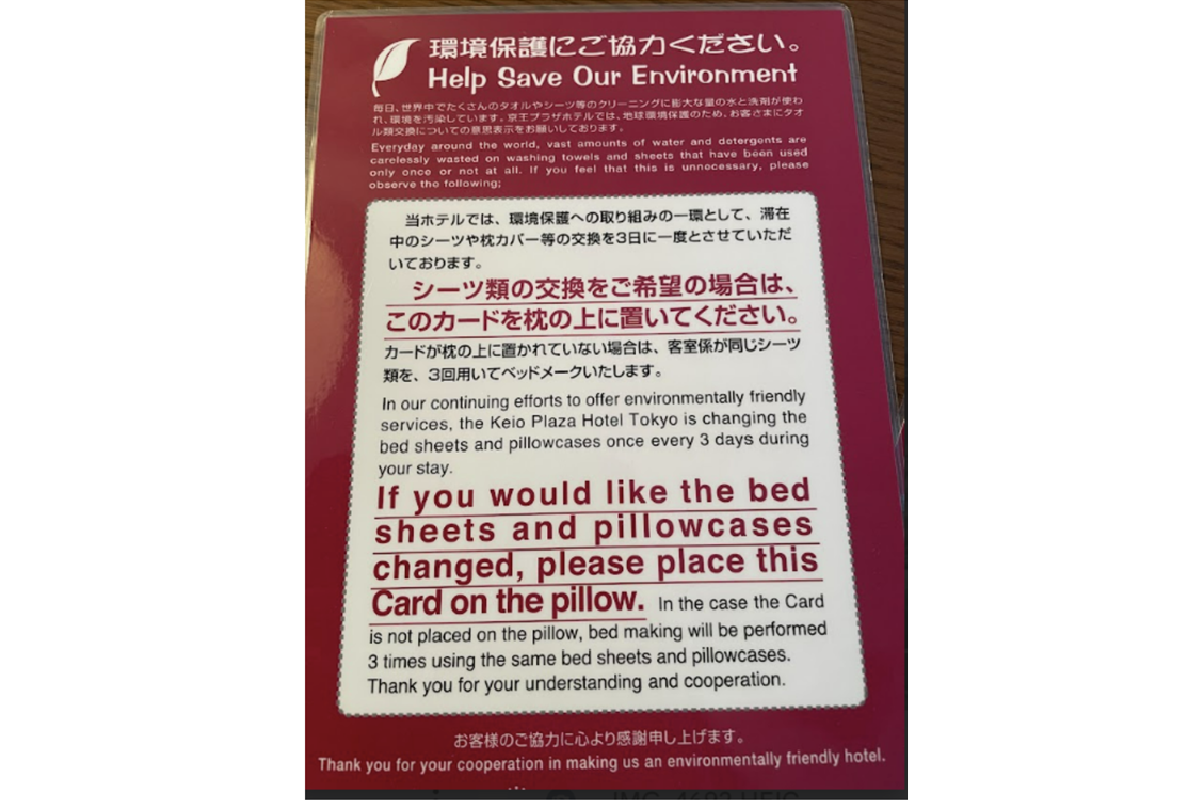 環境保護にご協力ください。
Help Save Our Environment
毎日、世界中でたくさんのタオルやシーツ等のクリーニングに膨大な量の水と洗剤が使わ
れ、環境を汚染しています。京王プラザホテルでは、地球環境保護のため、お客さまにタオ
ル類交換についての意思表示をお願いしております。
Everyday around the world, vast amounts of water and detergents are
carelessly wasted on washing towels and sheets that have been used
only once or not at all. If you feel that this is unnecessary, please
observe the following;
当ホテルでは、環境保護への取り組みの一環として、滞在
中のシーツや枕カバー等の交換を3日に一度とさせていただ
いております。
シーツ類の交換をご希望の場合は、
このカードを枕の上に置いてください。
カードが枕の上に置かれていない場合は、客室係が同じシーツ
類を、3回用いてベッドメークいたします。
In our continuing efforts to offer environmentally friendly
services, the Keio Plaza Hotel Tokyo is changing the
bed sheets and pillowcases once every 3 days during
your stay.
If you would like the bed
sheets and pillowcases
changed, please place this
Card on the pillow. In the case the Card
is not placed on the pillow, bed making will be performed
3 times using the same bed sheets and pillowcases.
Thank you for your understanding and cooperation.
お客様のご協力に心より感謝申し上げます。
Thank you for your cooperation in making us an environmentally friendly hotel.